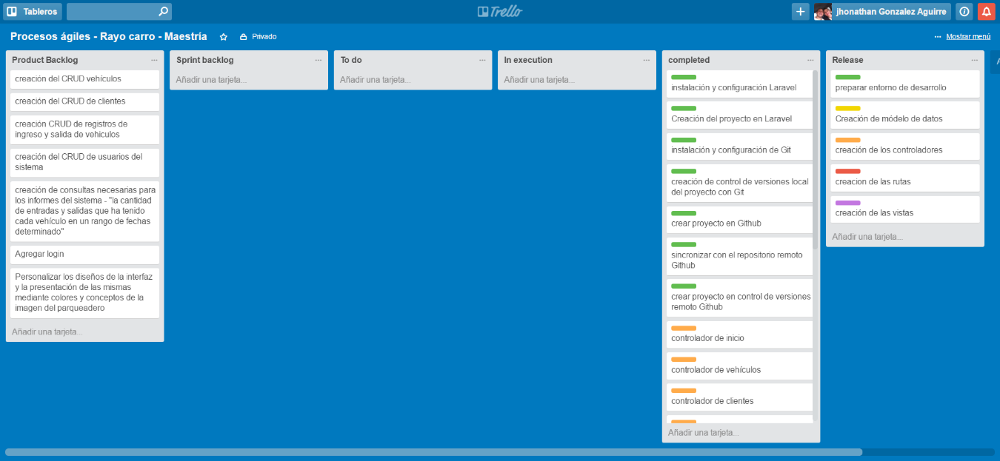 Tableros
Trello
jhonathan Gonzalez Aguirre
Procesos ágiles - Rayo carro - Maestría
Privado
Mostrar menú
Product Backlog
creación del CRUD vehículos
creación del CRUD de clientes
creación CRUD de registros de
ingreso y salida de vehiculos
creación del CRUD de usuarios del
sistema
creación de consultas necesarias para
los informes del sistema - "la cantidad
de entradas y salidas que ha tenido
cada vehículo en un rango de fechas
determinado"
Agregar login
Personalizar los diseños de la interfaz
y la presentación de las mismas
mediante colores y conceptos de la
imagen del parqueadero
Añadir una tarjeta...
Sprint backlog
Añadir una tarjeta...
To do
Añadir una tarjeta...
In execution
Añadir una tarjeta...
completed
instalación y configuración Laravel
Creación del proyecto en Laravel
instalación y configuración de Git
creación de control de versiones local
del proyecto con Git
crear proyecto en Github
sincronizar con el repositorio remoto
Github
crear proyecto en control de versiones
remoto Github
controlador de inicio
controlador de vehículos
controlador de clientes
Añadir una tarjeta...
Release
preparar entorno de desarrollo
Creación de módelo de datos
creación de los controladores
creacion de las rutas
creación de las vistas
Añadir una tarjeta...